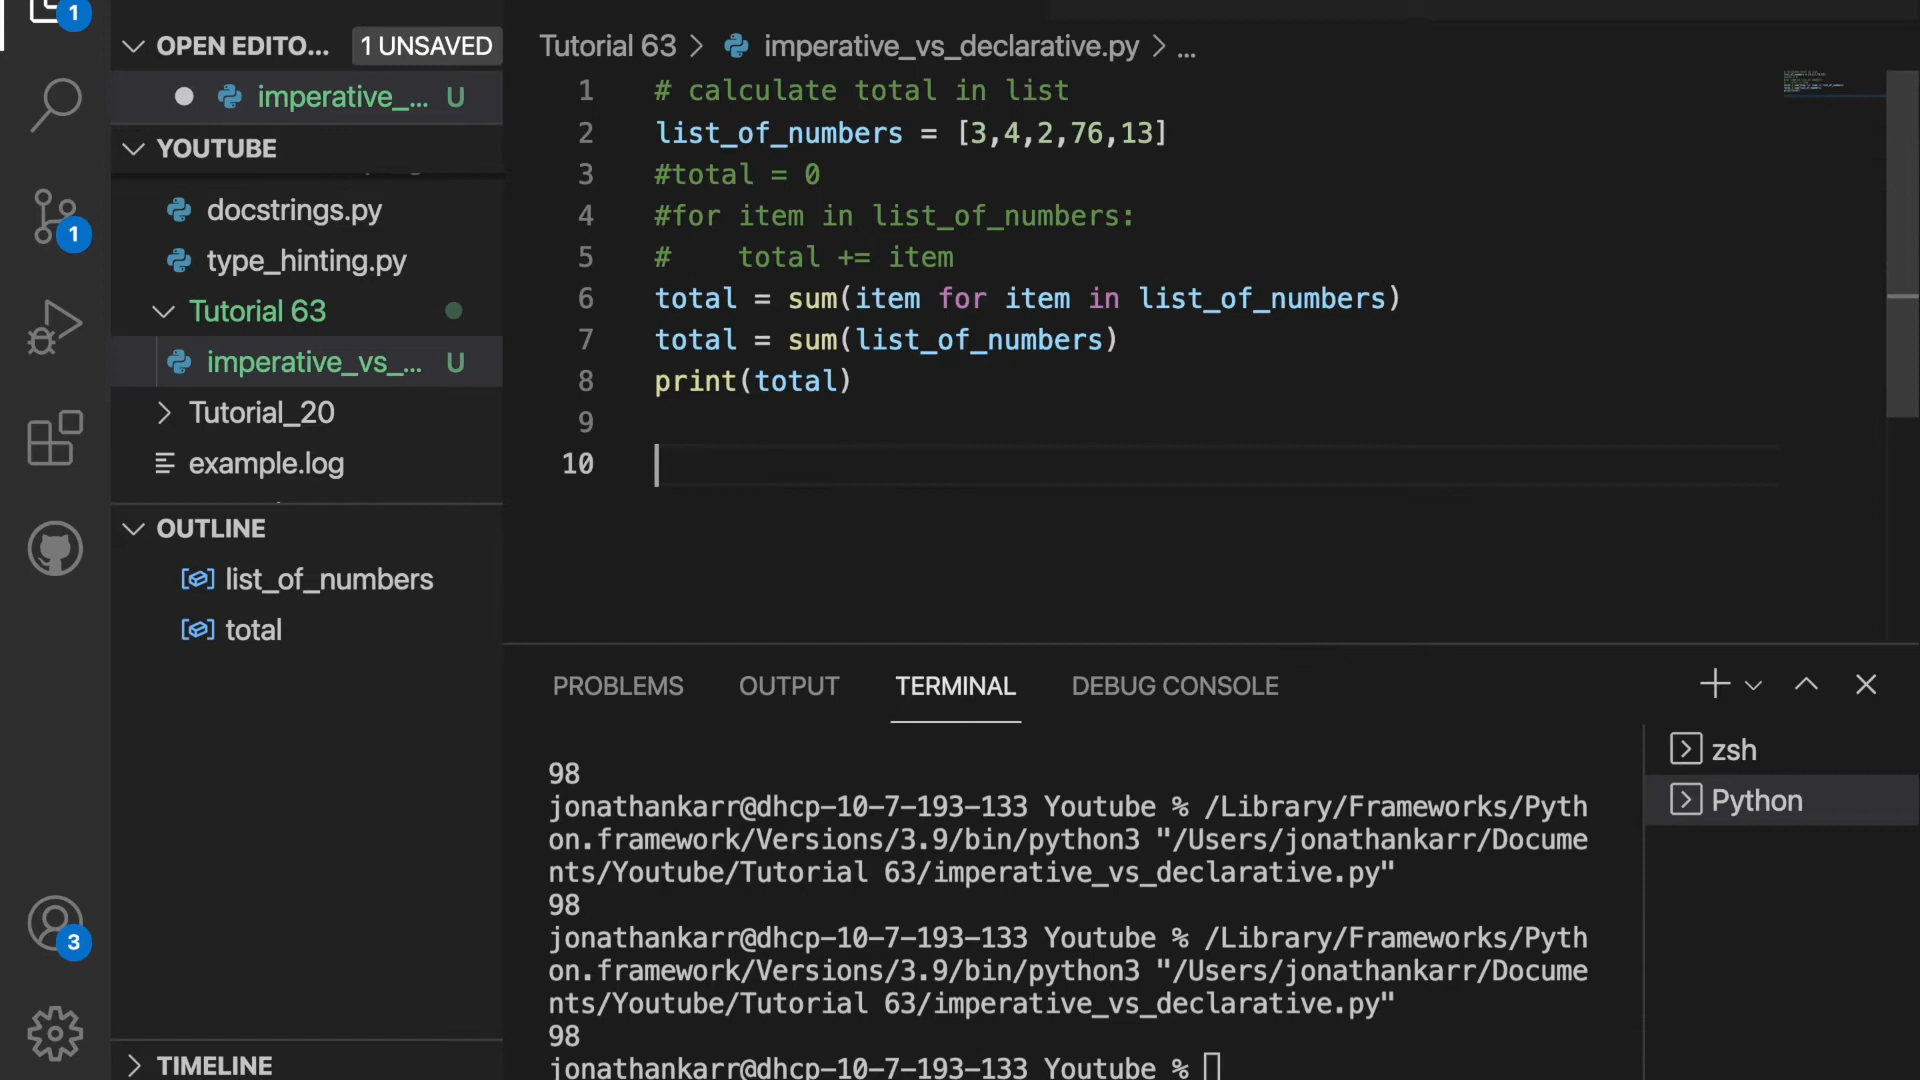 1
OPEN EDITO... 1 UNSAVED
imperative_... U
YOUTUBE
docstrings.py
1
type_hinting.py
Tutorial 63
imperative_vs_... U
Tutorial_20
example.log
OUTLINE
list_of_numbers
total
3
TIMELINE
Tutorial 63 > imperative_vs_declarative.py > ...
1 # calculate total in list
2 list_of_numbers = [3,4,2,76,13]
3 #total = 0
4 #for item in list_of_numbers:
5 #    total += item
6 total = sum(item for item in list_of_numbers)
7 total = sum(list_of_numbers)
8 print(total)
9
10
PROBLEMS OUTPUT TERMINAL DEBUG CONSOLE
98
jonathankarr@dhcp-10-7-193-133 Youtube % /Library/Frameworks/Pyth
on.framework/Versions/3.9/bin/python3 "/Users/jonathankarr/Docume
nts/Youtube/Tutorial 63/imperative_vs_declarative.py"
98
jonathankarr@dhcp-10-7-193-133 Youtube % /Library/Frameworks/Pyth
on.framework/Versions/3.9/bin/python3 "/Users/jonathankarr/Docume
nts/Youtube/Tutorial 63/imperative_vs_declarative.py"
98
jonathankarr@dhcp-10-7-193-133 Youtube %
zsh
Python